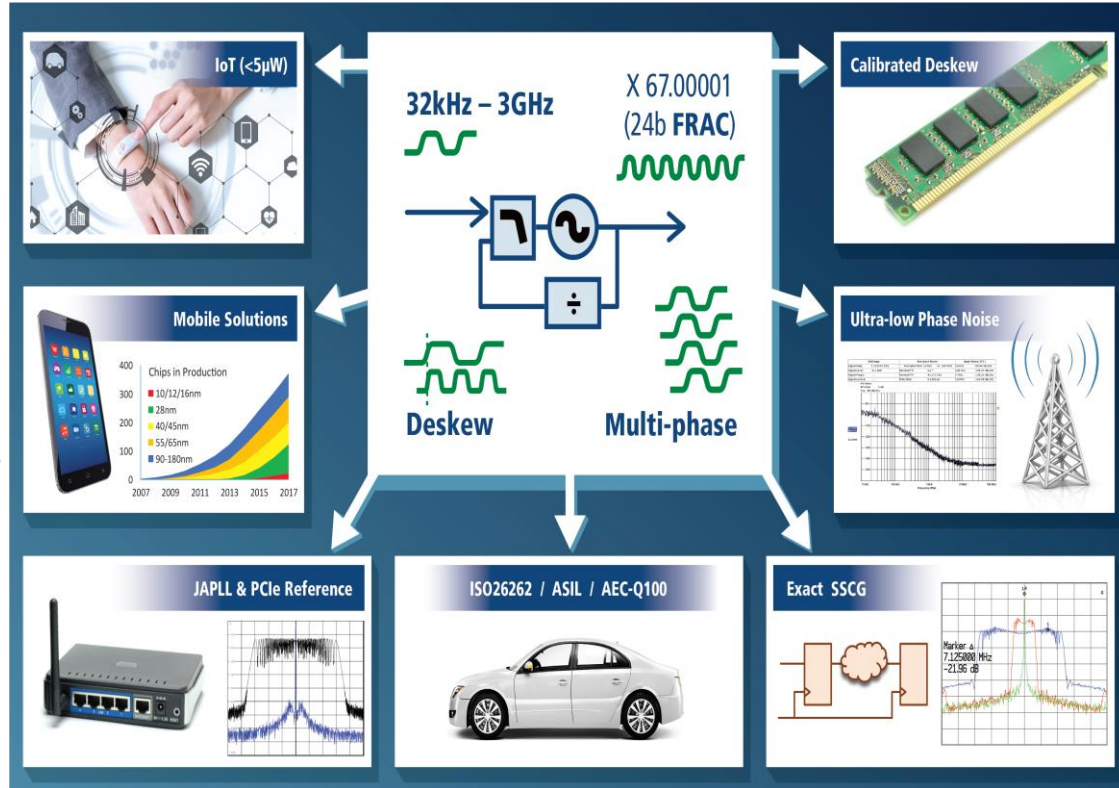 IoT (<5µW)
32kHz – 3GHz
X 67.00001
(24b FRAC)
÷
Deskew
Multi-phase
Calibrated Deskew
Mobile Solutions
Chips in Production
400
300
200
100
0
10/12/16nm
28nm
40/45nm
55/65nm
90-180nm
2007 2009 2011 2013 2015 2017
Ultra-low Phase Noise
JAPLL & PCIe Reference
ISO26262 / ASIL / AEC-Q100
Exact SSCG
Marker Δ
7.125000 MHz
-21.96 dB